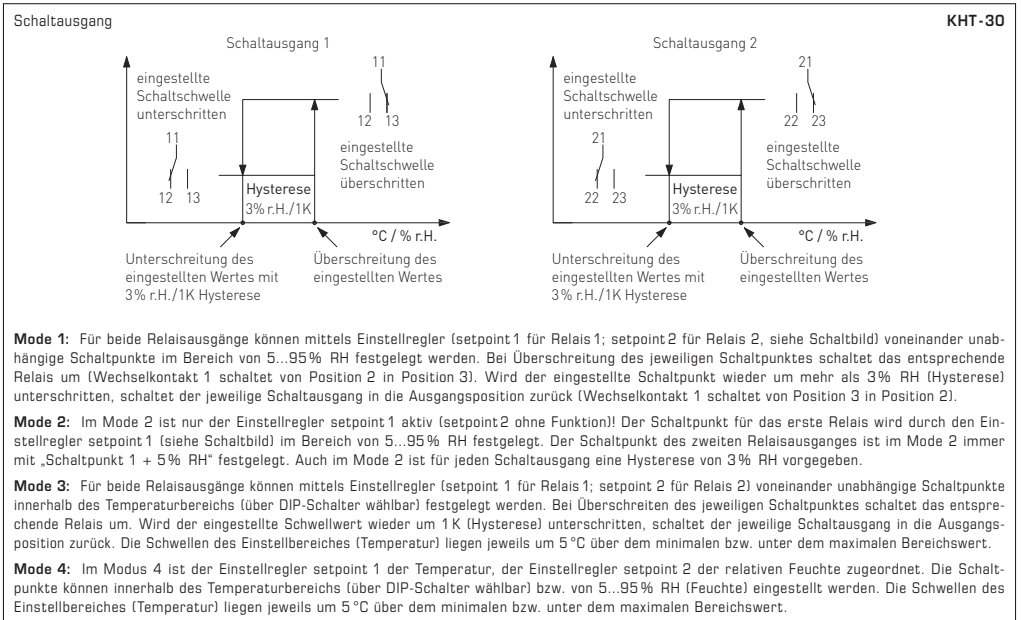 Schaltausgang
KHT-30
Schaltausgang 1
eingestellte
Schaltschwelle
unterschritten
11
12 13
11
12 13
eingestellte
Schaltschwelle
überschritten
Hysterese
3% r.H./1K
°C / % r.H.
Unterschreitung des
eingestellten Wertes mit
3% r.H./1K Hysterese
Überschreitung des
eingestellten Wertes
Schaltausgang 2
eingestellte
Schaltschwelle
unterschritten
21
22 23
21
22 23
eingestellte
Schaltschwelle
überschritten
Hysterese
3% r.H./1K
°C / % r.H.
Unterschreitung des
eingestellten Wertes mit
3% r.H./1K Hysterese
Überschreitung des
eingestellten Wertes
Mode 1: Für beide Relaisausgänge können mittels Einstellregler (setpoint 1 für Relais 1; setpoint 2 für Relais 2, siehe Schaltbild) voneinander unab-
hängige Schaltpunkte im Bereich von 5...95% RH festgelegt werden. Bei Überschreitung des jeweiligen Schaltpunktes schaltet das entsprechende
Relais um (Wechselkontakt 1 schaltet von Position 2 in Position 3). Wird der eingestellte Schaltpunkt wieder um mehr als 3% RH (Hysterese)
unterschritten, schaltet der jeweilige Schaltausgang in die Ausgangsposition zurück (Wechselkontakt 1 schaltet von Position 3 in Position 2).
Mode 2: Im Mode 2 ist nur der Einstellregler setpoint 1 aktiv (setpoint 2 ohne Funktion)! Der Schaltpunkt für das erste Relais wird durch den Ein-
stellregler setpoint 1 (siehe Schaltbild) im Bereich von 5...95% RH festgelegt. Der Schaltpunkt des zweiten Relaisausganges ist im Mode 2 immer
mit „Schaltpunkt 1 + 5% RH" festgelegt. Auch im Mode 2 ist für jeden Schaltausgang eine Hysterese von 3% RH vorgegeben.
Mode 3: Für beide Relaisausgänge können mittels Einstellregler (setpoint 1 für Relais 1; setpoint 2 für Relais 2) voneinander unabhängige Schaltpunkte
innerhalb des Temperaturbereichs (über DIP-Schalter wählbar) festgelegt werden. Bei Überschreiten des jeweiligen Schaltpunktes schaltet das entspre-
chende Relais um. Wird der eingestellte Schwellwert wieder um 1 K (Hysterese) unterschritten, schaltet der jeweilige Schaltausgang in die Ausgangs-
position zurück. Die Schwellen des Einstellbereiches (Temperatur) liegen jeweils um 5 °C über dem minimalen bzw. unter dem maximalen Bereichswert.
Mode 4: Im Modus 4 ist der Einstellregler setpoint 1 der Temperatur, der Einstellregler setpoint 2 der relativen Feuchte zugeordnet. Die Schalt-
punkte können innerhalb des Temperaturbereichs (über DIP-Schalter wählbar) bzw. von 5...95% RH (Feuchte) eingestellt werden. Die Schwellen des
Einstellbereiches (Temperatur) liegen jeweils um 5 °C über dem minimalen bzw. unter dem maximalen Bereichswert.